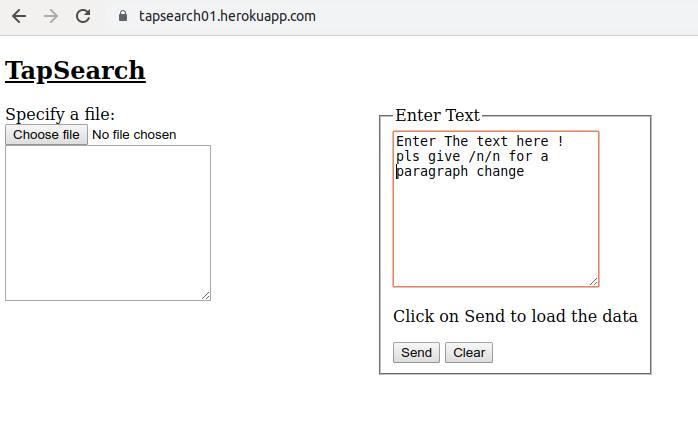 tapsearch01.herokuapp.com
TapSearch
Specify a file:
Choose file No file chosen
Enter Text
Enter The text here !
pls give /n/n for a
paragraph change
Click on Send to load the data
Send Clear